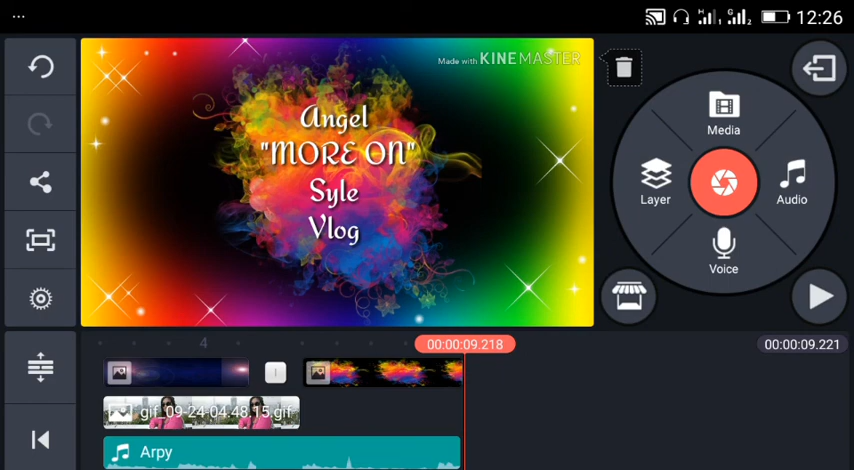 12:26
Made with KINEMASTER
Angel
"MORE ON"
Syle
Vlog
Media
Layer
Audio
Voice
4
00:00:09.218
00:00:09.221
gif_09-24-04.48.15.gif
Arpy